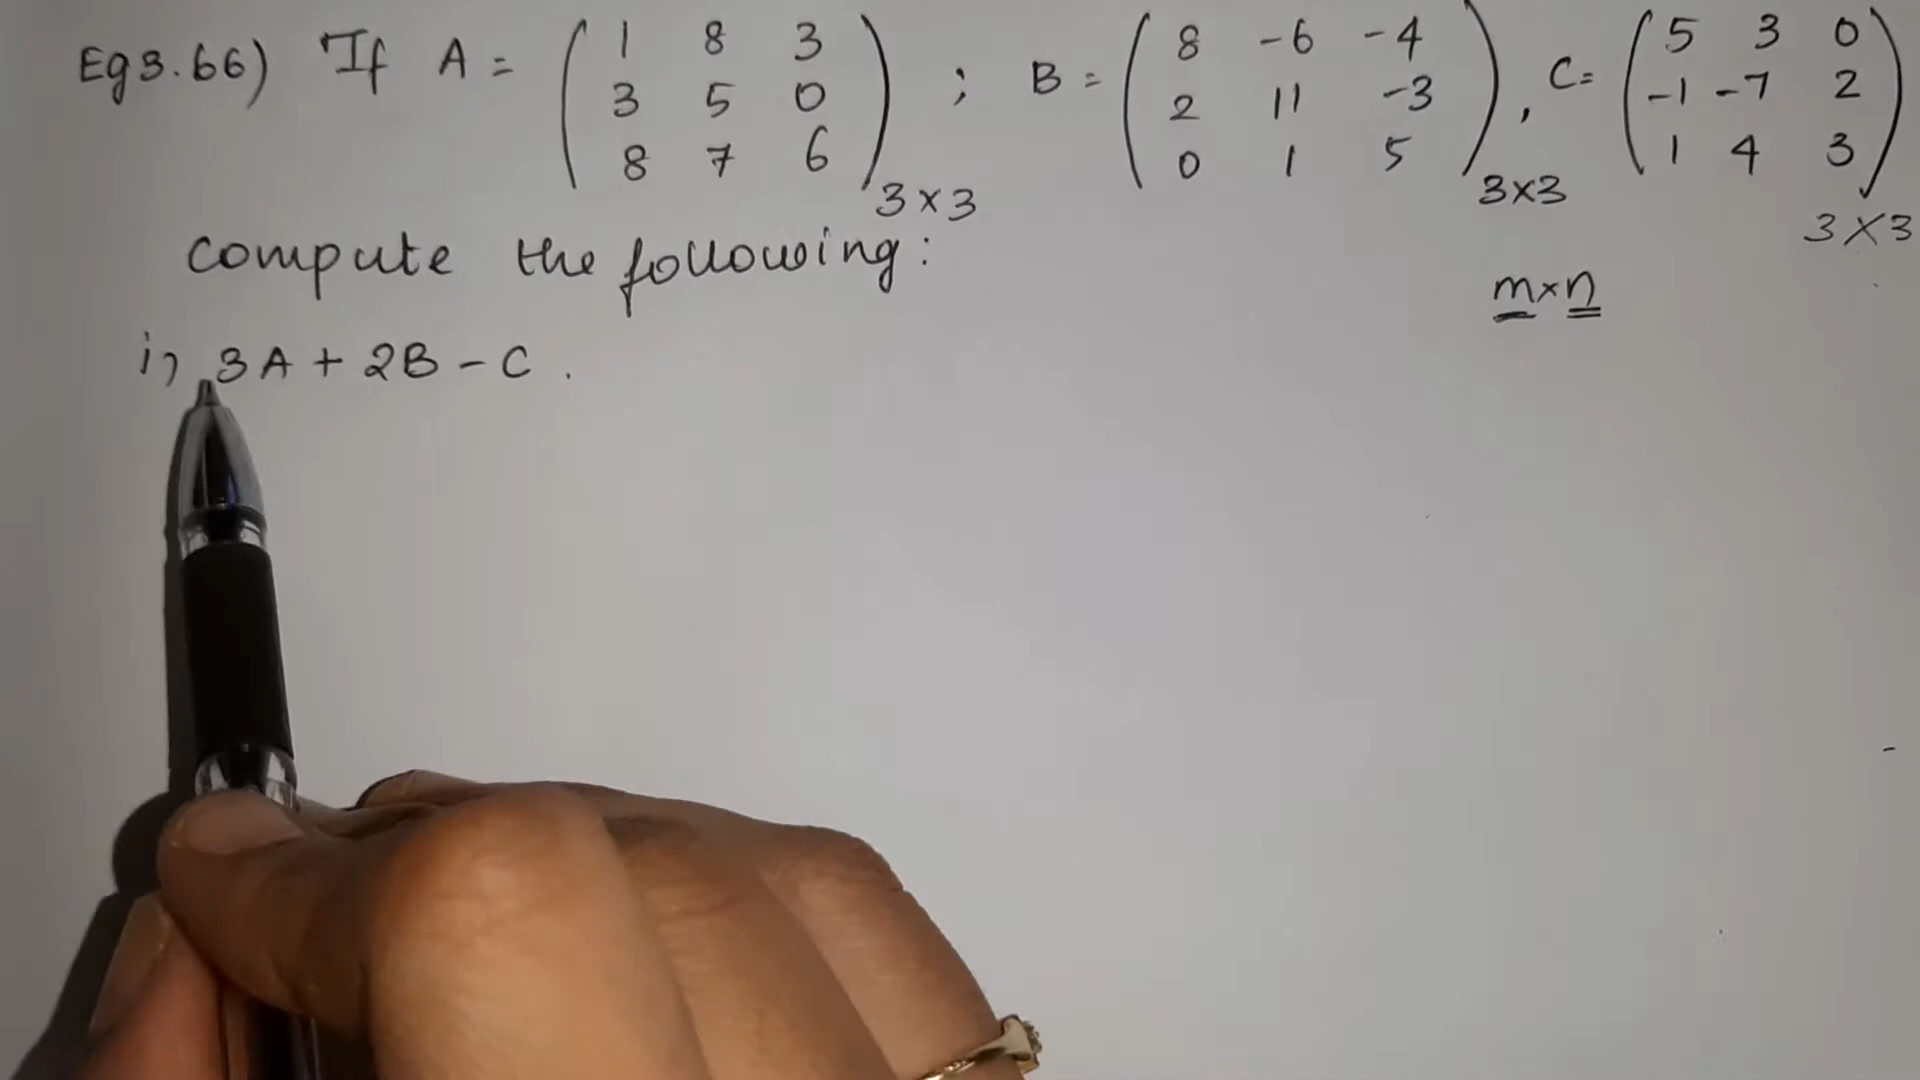 Eg 3.66) If A = ( 1 8 3 ; B = ( 8 -6 -4 , C = ( 5 3 0
3 5 0 2 11 -3 -1 -7 2
8 7 6 ) 3×3 0 1 5 ) 3×3 1 4 3 ) 3×3
compute the following:
m×n
i) 3A + 2B - C .